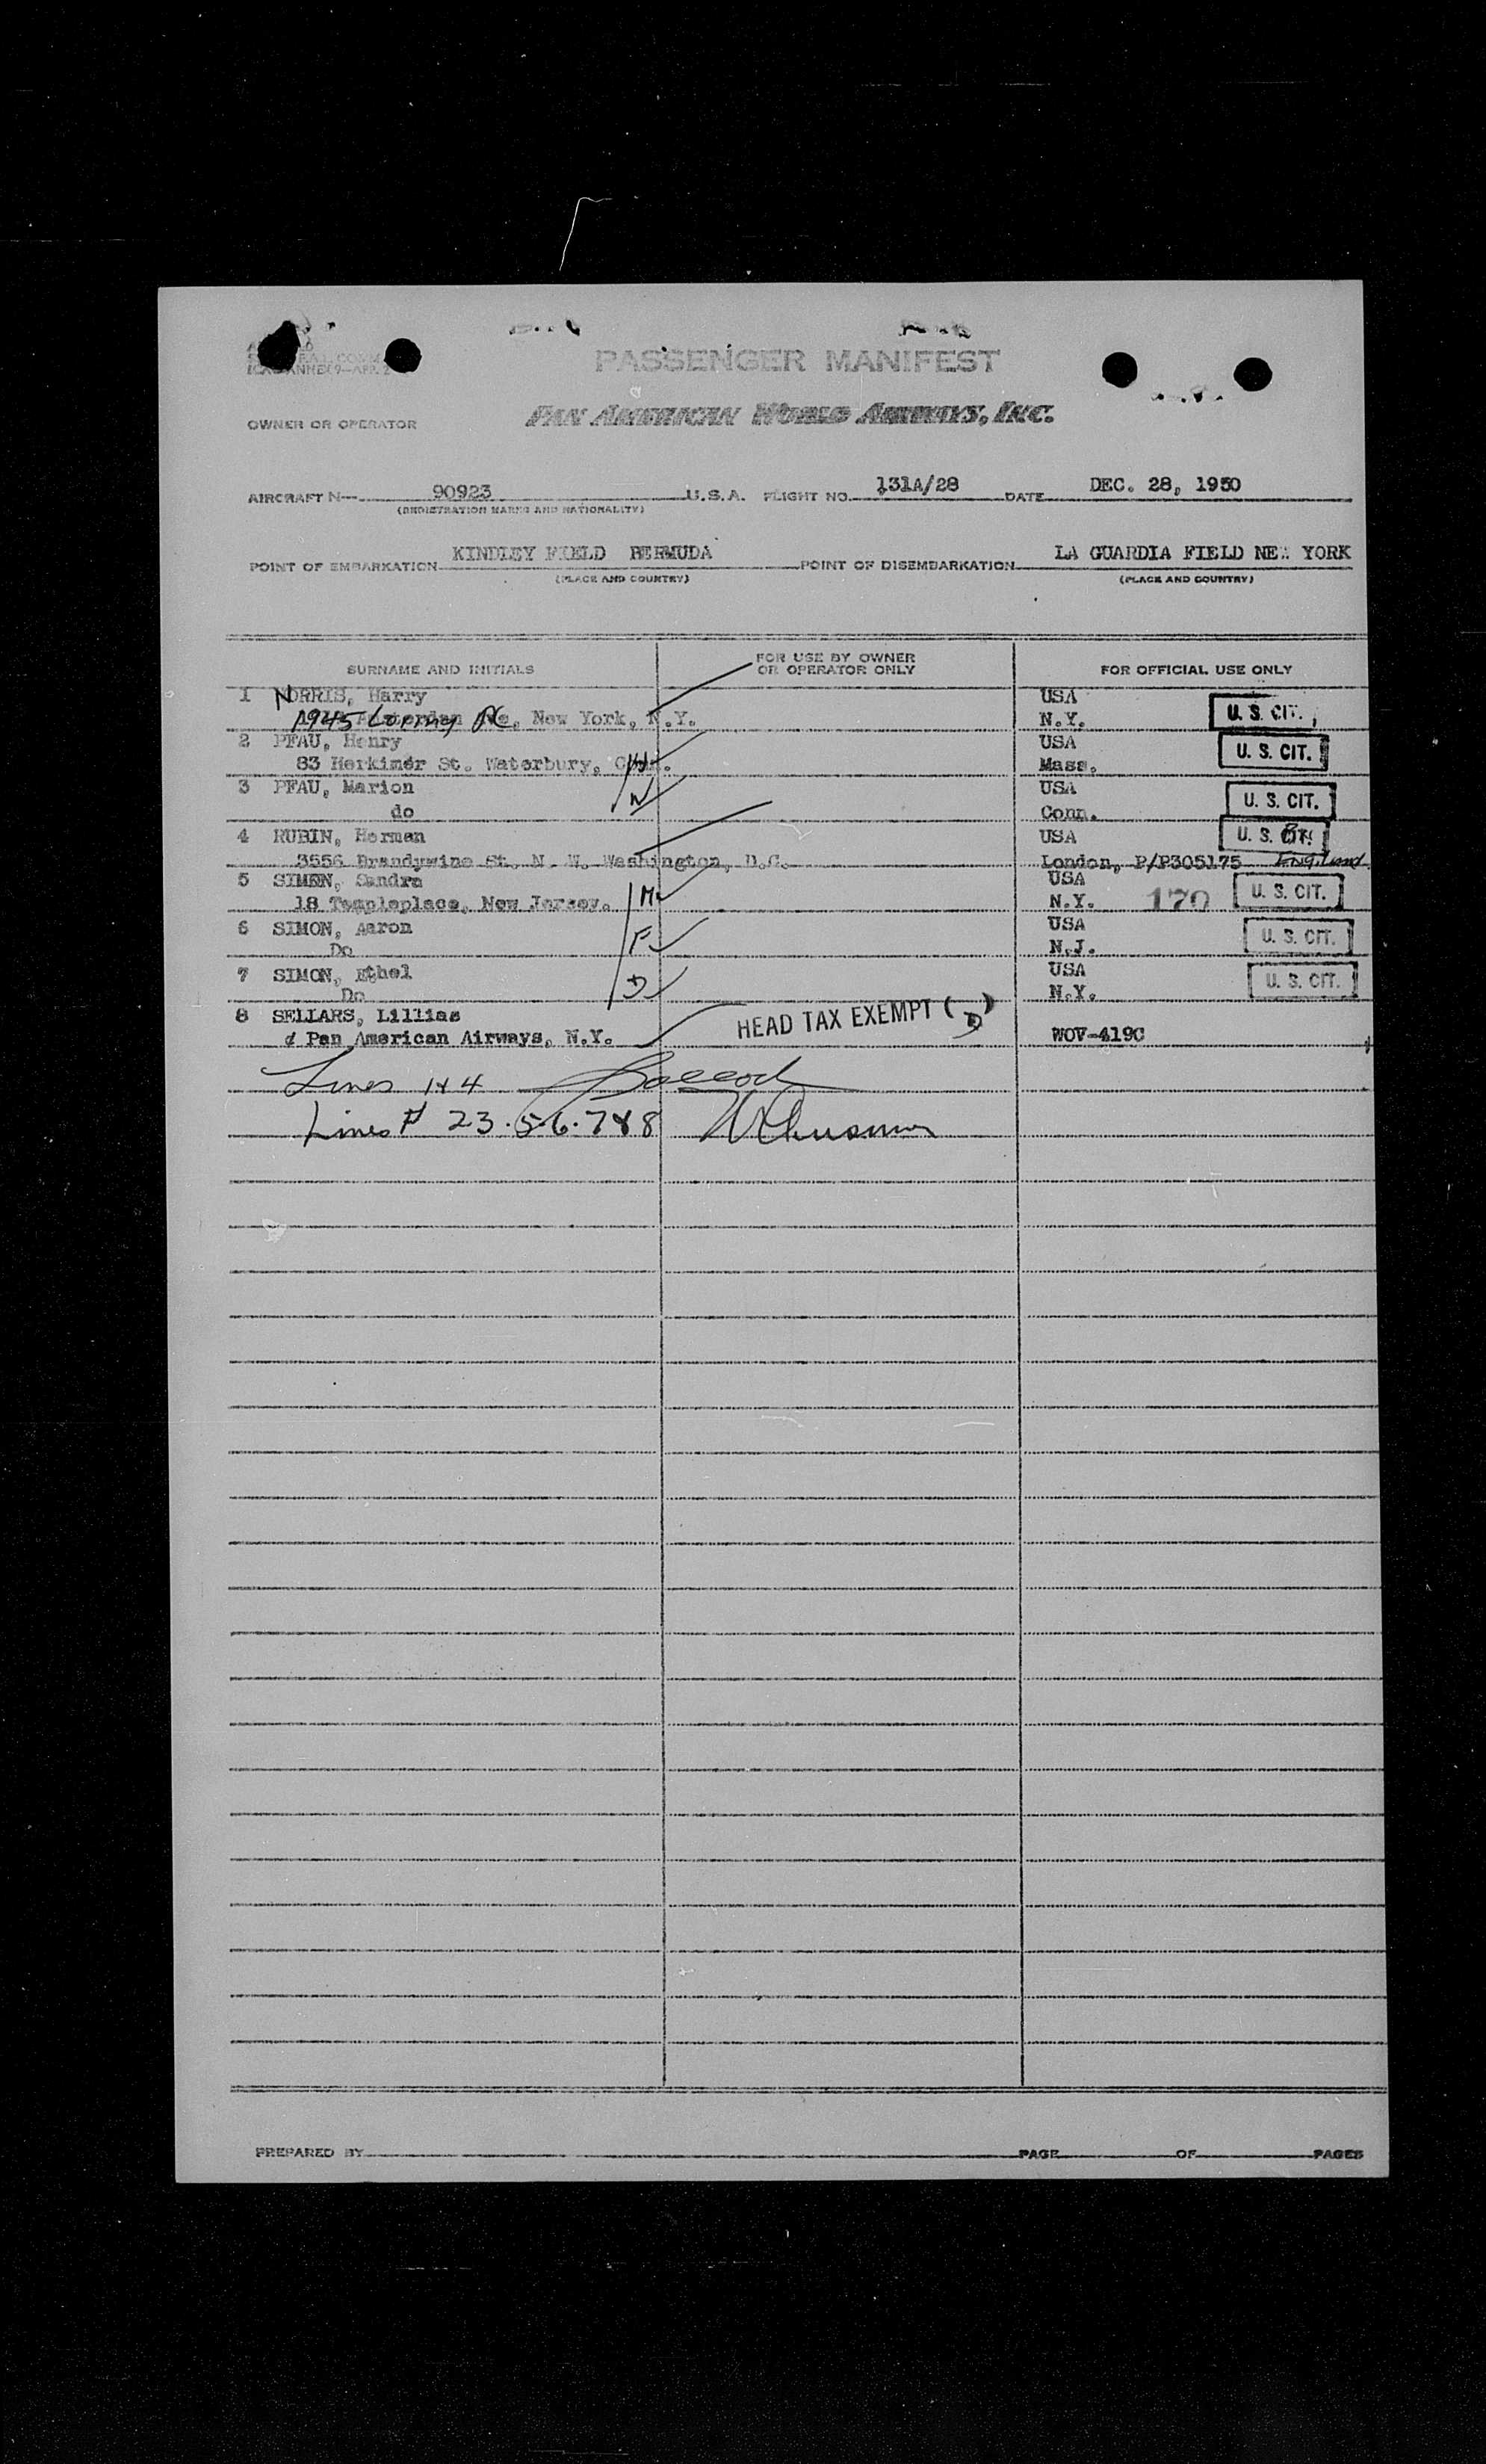 PASSENGER MANIFEST
OWNER OR OPERATOR PAN AMERICAN WORLD AIRWAYS, INC.
AIRCRAFT N— 90923 U.S.A. FLIGHT NO. 131A/28 DATE DEC. 28, 1950
(REGISTRATION MARKS AND NATIONALITY)
POINT OF EMBARKATION KINDLEY FIELD BERMUDA POINT OF DISEMBARKATION LA GUARDIA FIELD NEW YORK
(PLACE AND COUNTRY) (PLACE AND COUNTRY)
SURNAME AND INITIALS FOR USE BY OWNER OR OPERATOR ONLY FOR OFFICIAL USE ONLY
1 NORRIS, Harry USA
1945 Loring Pl, New York, N.Y. N.Y. U. S. CIT.
2 PFAU, Henry USA
83 Herkimer St. Waterbury, Conn. H Mass. U. S. CIT.
3 PFAU, Marion USA
do W Conn. U. S. CIT.
4 RUBIN, Herman USA U. S. CIT.
3556 Brandywine St. N. W. Washington, D.C. London, P/P305175 England
5 SIMEN, Sandra USA
18 Templeplace, New Jersey. M N.Y. 170 U. S. CIT.
6 SIMON, Aaron USA
Do F N.J. U. S. CIT.
7 SIMON, Ethel USA
Do D N.Y. U. S. CIT.
8 SELLARS, Lillias HEAD TAX EXEMPT ( D )
Pan American Airways, N.Y. WOV-419C
Lines 1 & 4
Lines # 2 3 . 5 . 6 . 7 & 8
PREPARED BY PAGE OF PAGES